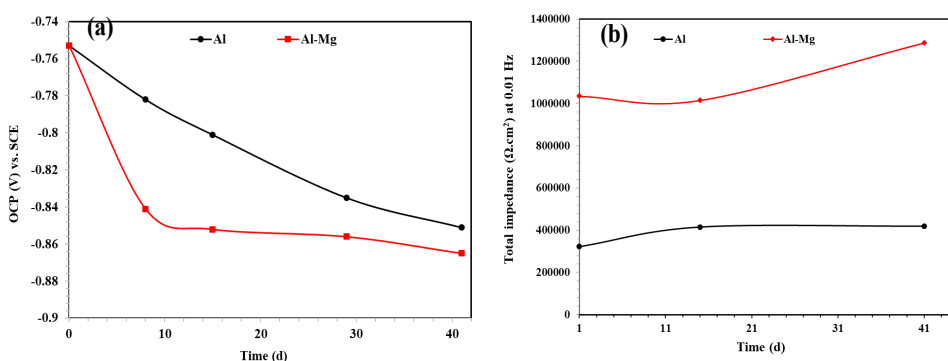 (a)
Al
Al-Mg
OCP (V) vs. SCE
-0.74
-0.76
-0.78
-0.8
-0.82
-0.84
-0.86
-0.88
-0.9
0
10
20
30
40
Time (d)
(b)
Al
Al-Mg
Total impedance (Ω.cm²) at 0.01 Hz
1400000
1200000
1000000
800000
600000
400000
200000
0
1
11
21
31
41
Time (d)